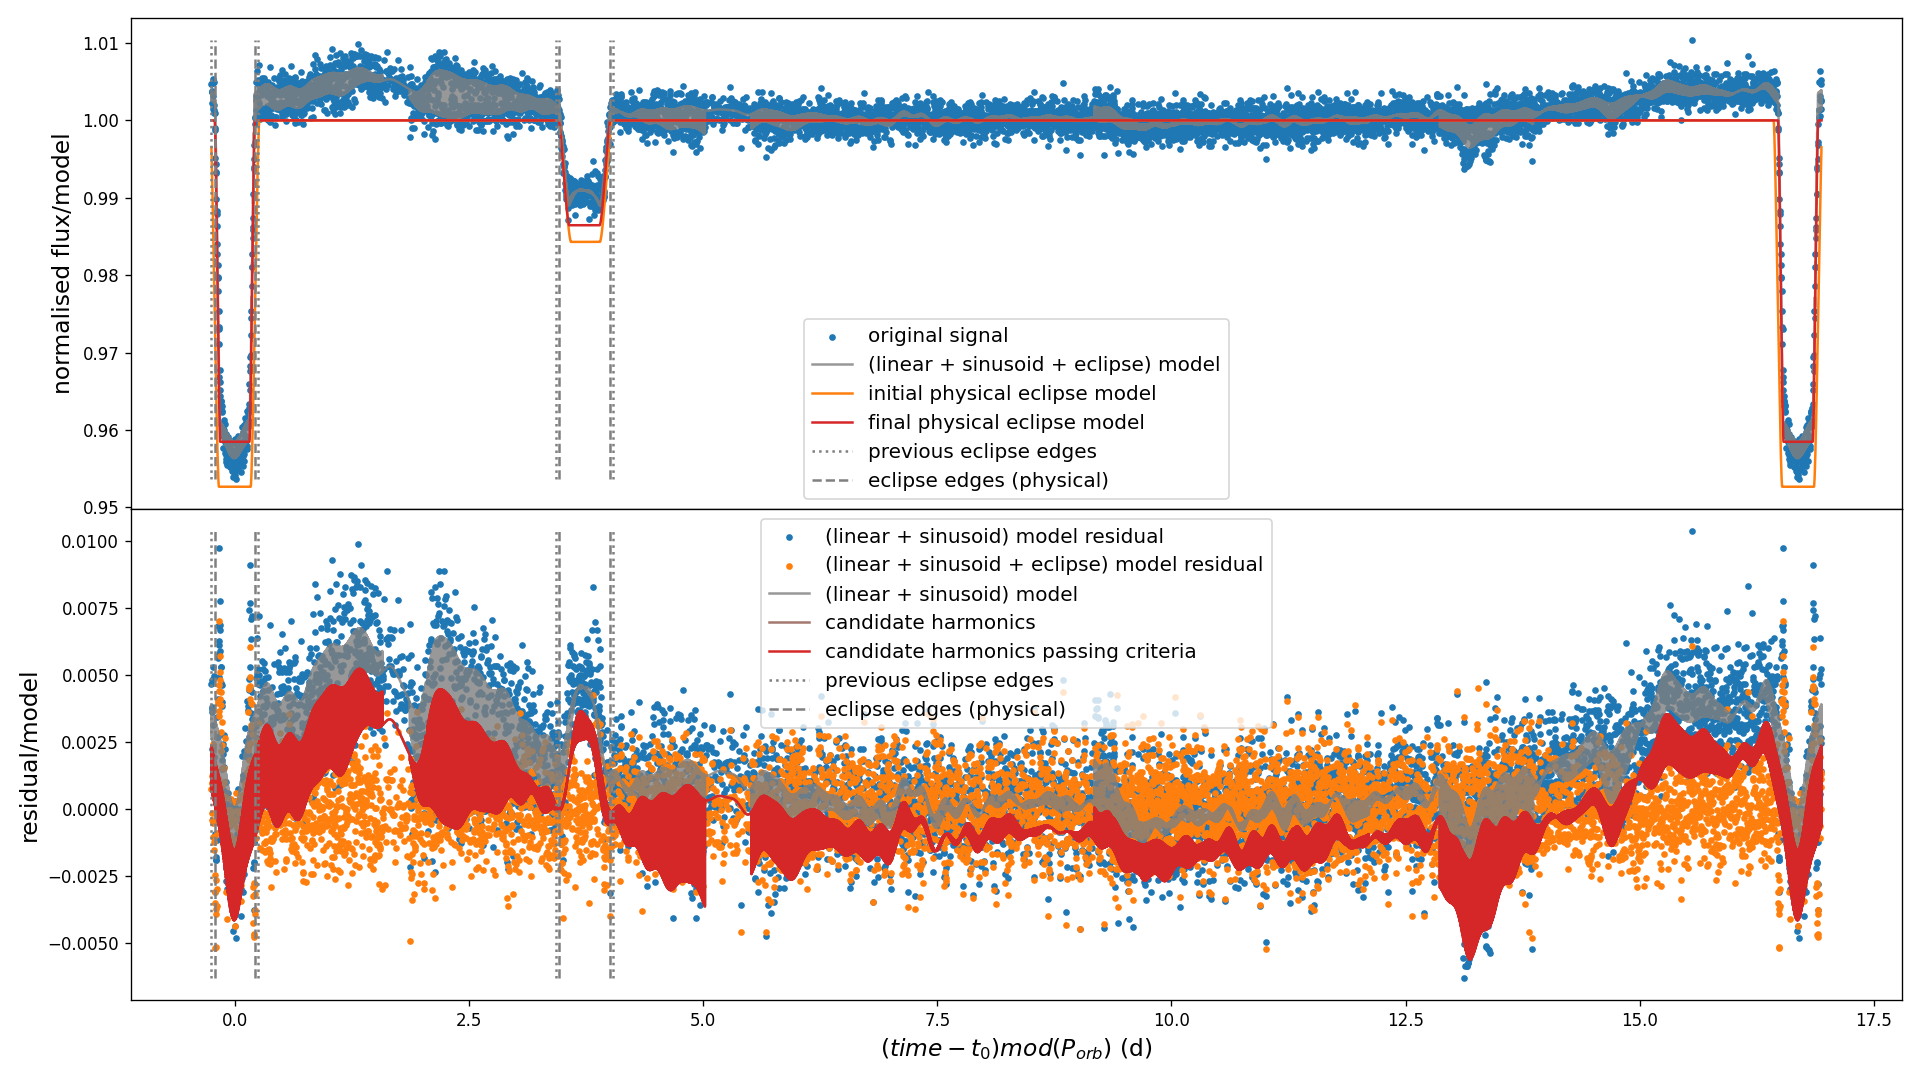 1.01
1.00
0.99
0.98
0.97
0.96
0.95
normalised flux/model
original signal
(linear + sinusoid + eclipse) model
initial physical eclipse model
final physical eclipse model
previous eclipse edges
eclipse edges (physical)
0.0100
0.0075
0.0050
0.0025
0.0000
−0.0025
−0.0050
residual/model
(linear + sinusoid) model residual
(linear + sinusoid + eclipse) model residual
(linear + sinusoid) model
candidate harmonics
candidate harmonics passing criteria
previous eclipse edges
eclipse edges (physical)
0.0 2.5 5.0 7.5 10.0 12.5 15.0 17.5
(time − t₀)mod(Pₒᵣb) (d)